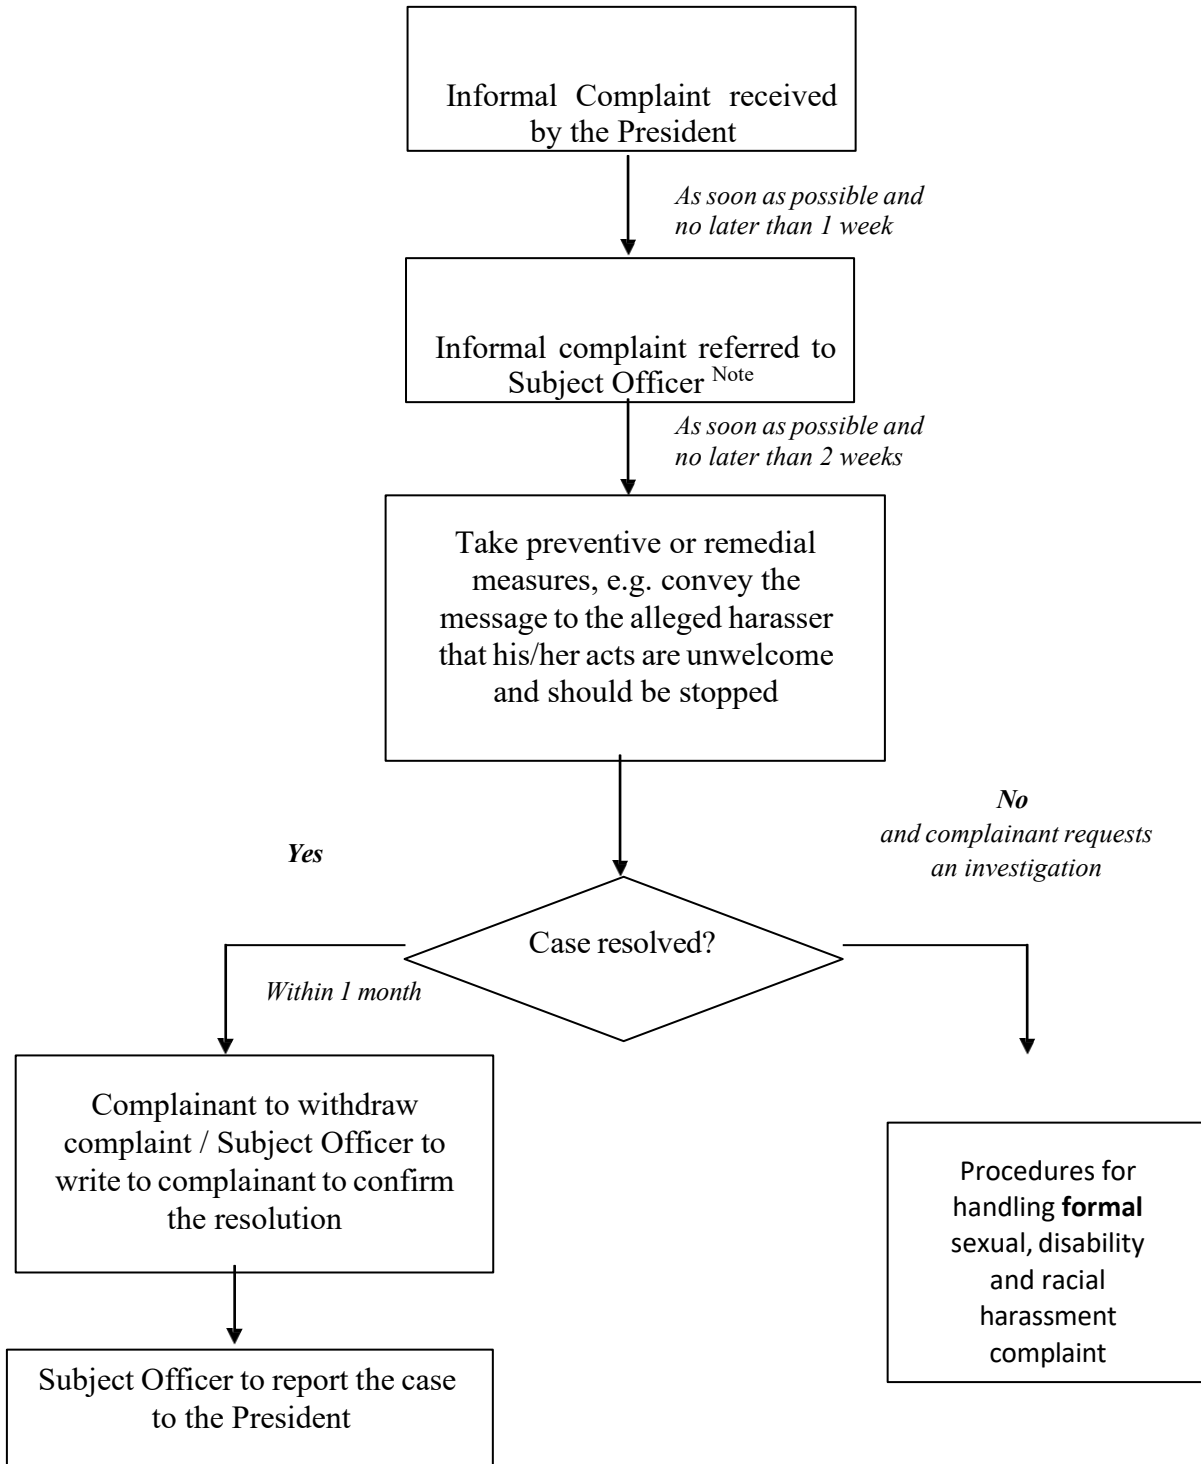 Informal Complaint received
by the President
As soon as possible and
no later than 1 week
Informal complaint referred to
Subject Officer Note
As soon as possible and
no later than 2 weeks
Take preventive or remedial
measures, e.g. convey the
message to the alleged harasser
that his/her acts are unwelcome
and should be stopped
No
and complainant requests
an investigation
Yes
Case resolved?
Within 1 month
Complainant to withdraw
complaint / Subject Officer to
write to complainant to confirm
the resolution
Procedures for
handling formal
sexual, disability
and racial
harassment
complaint
Subject Officer to report the case
to the President